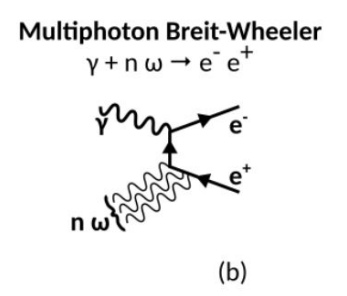 Multiphoton Breit-Wheeler
γ + n ω → e⁻ e⁺
γ
e⁻
e⁺
n ω
(b)